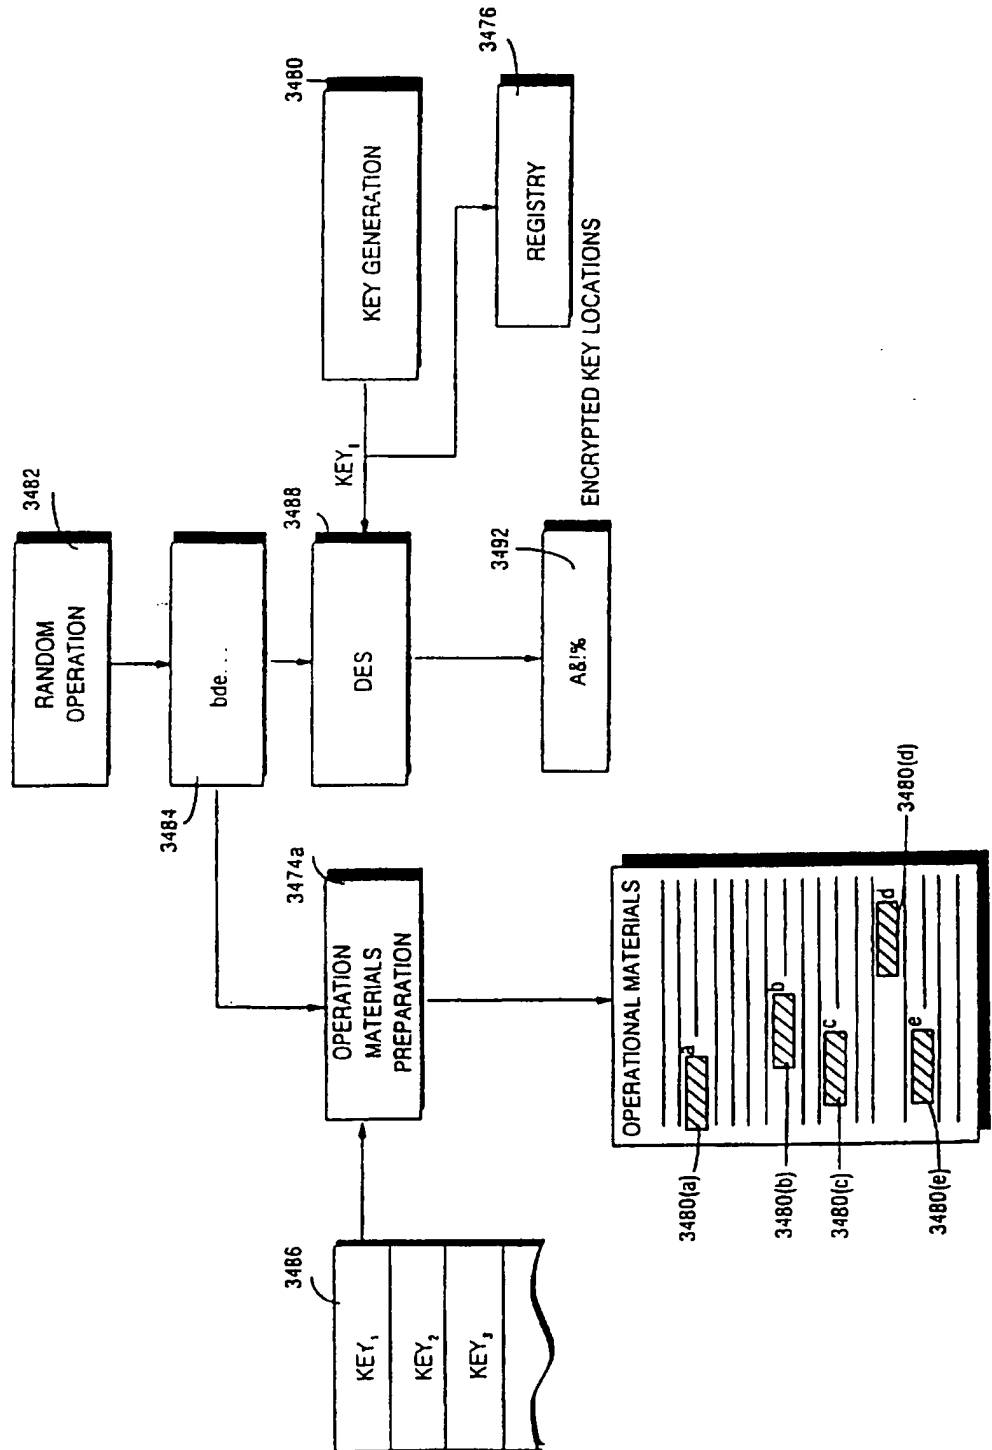 3482
RANDOM
OPERATION
3484
bde...
3480
KEY GENERATION
KEY1
3488
DES
3476
REGISTRY
3492
A&!%
ENCRYPTED KEY LOCATIONS
3486
KEY1
KEY2
KEY3
3474a
OPERATION
MATERIALS
PREPARATION
OPERATIONAL MATERIALS
a
b
c
d
e
3480(a)
3480(b)
3480(c)
3480(d)
3480(e)